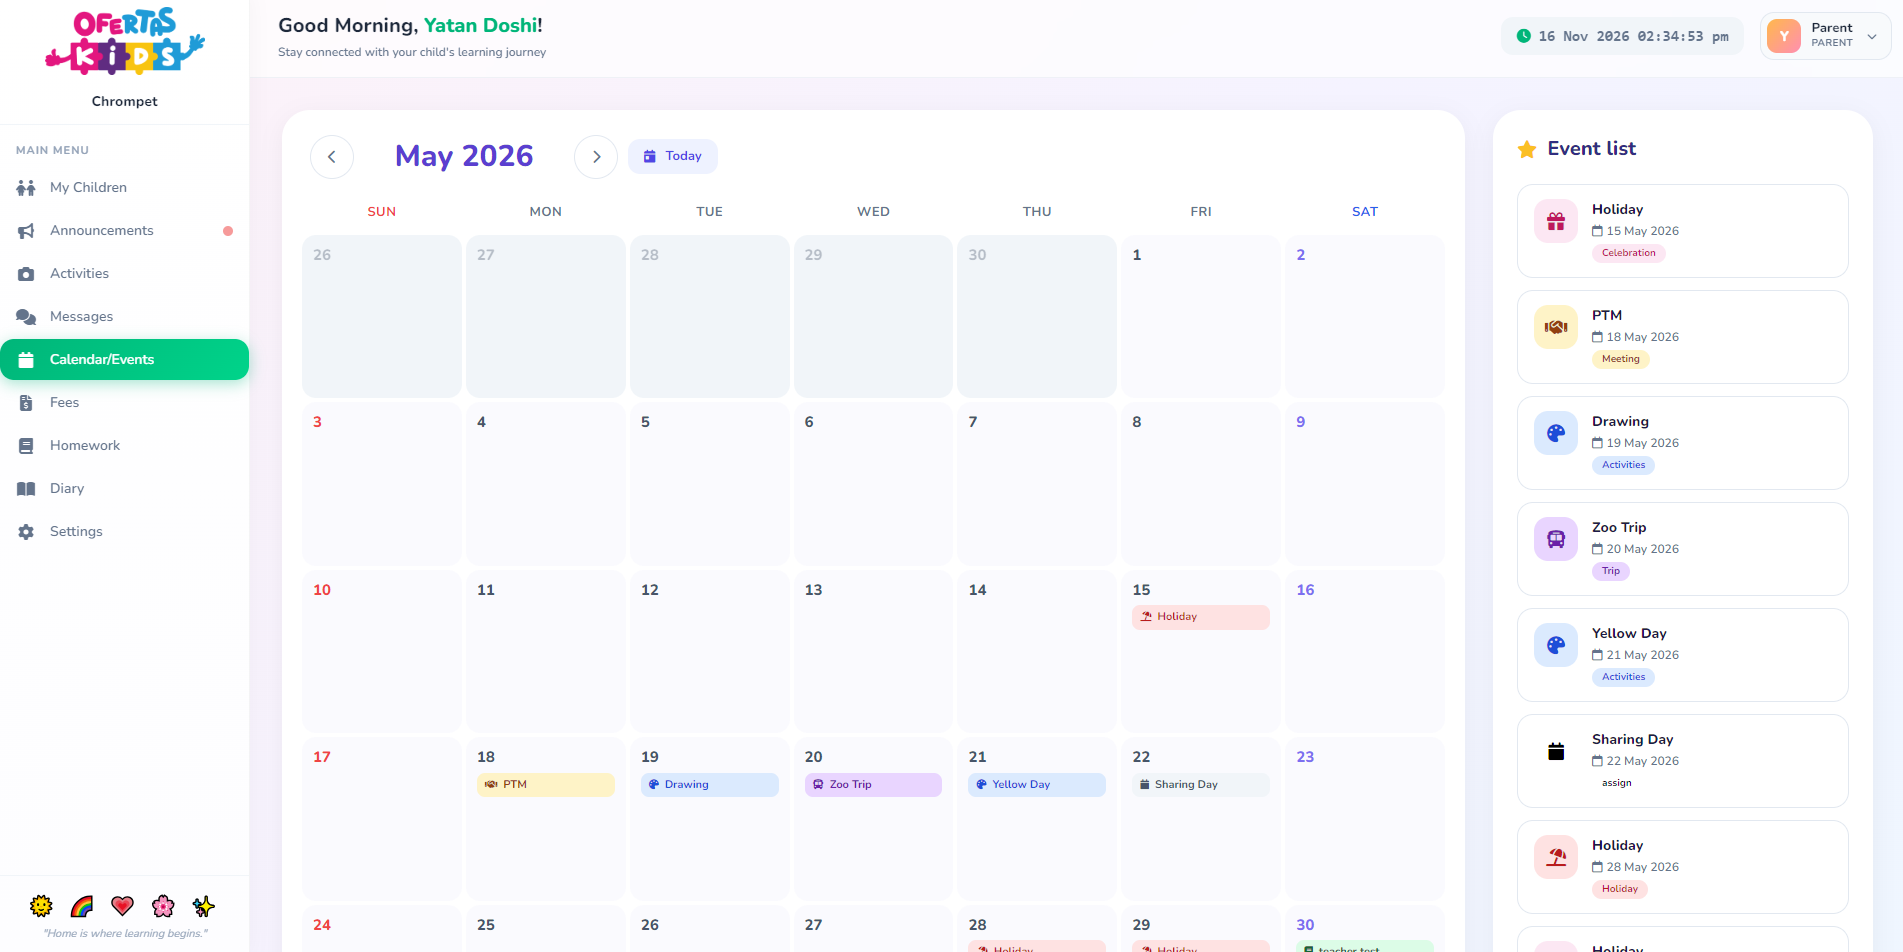 OFERTAS
KiDS
Chrompet
MAIN MENU
My Children
Announcements
Activities
Messages
Calendar/Events
Fees
Homework
Diary
Settings
"Home is where learning begins."
Good Morning, Yatan Doshi!
Stay connected with your child's learning journey
16 Nov 2026 02:34:53 pm
Y
Parent
PARENT
May 2026
Today
SUN MON TUE WED THU FRI SAT
26 27 28 29 30 1 2
3 4 5 6 7 8 9
10 11 12 13 14 15 16
Holiday
17 18 19 20 21 22 23
PTM Drawing Zoo Trip Yellow Day Sharing Day
24 25 26 27 28 29 30
Holiday Holiday teacher test
Event list
Holiday
15 May 2026
Celebration
PTM
18 May 2026
Meeting
Drawing
19 May 2026
Activities
Zoo Trip
20 May 2026
Trip
Yellow Day
21 May 2026
Activities
Sharing Day
22 May 2026
assign
Holiday
28 May 2026
Holiday
Holiday